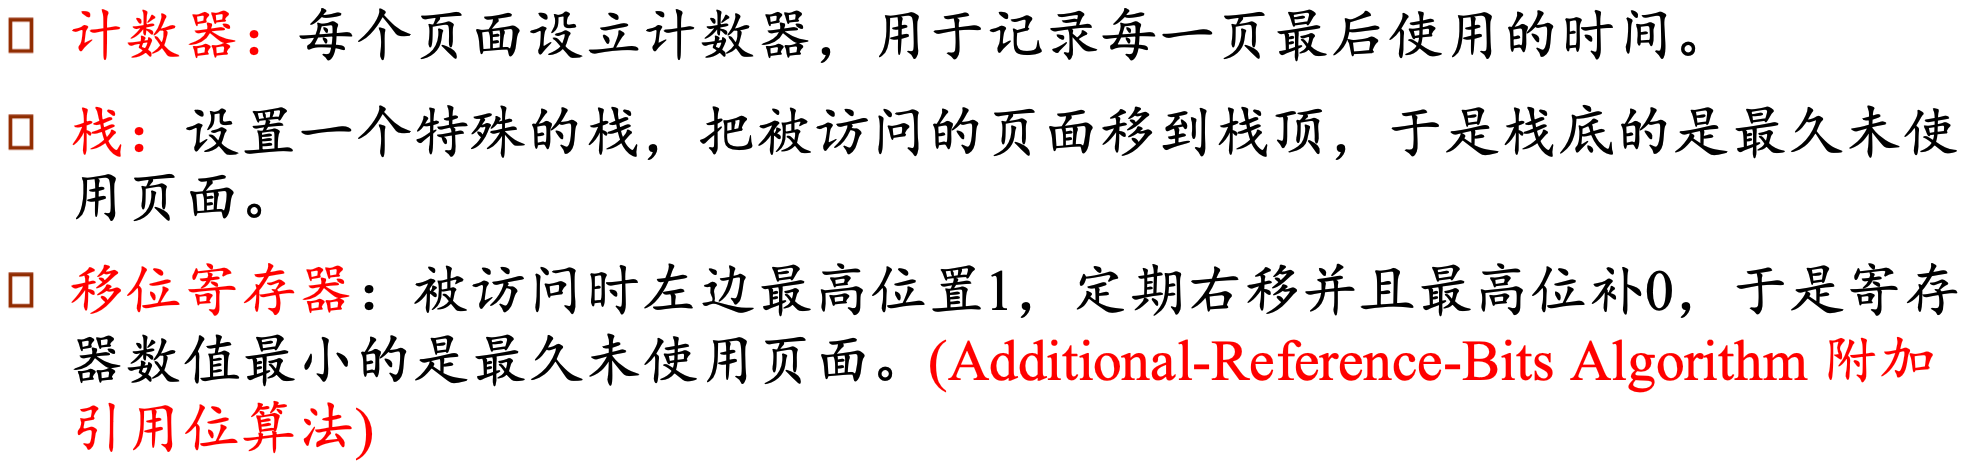 计数器：每个页面设立计数器，用于记录每一页最后使用的时间。
栈：设置一个特殊的栈，把被访问的页面移到栈顶，于是栈底的是最久未使
用页面。
移位寄存器：被访问时左边最高位置1，定期右移并且最高位补0，于是寄存
器数值最小的是最久未使用页面。(Additional-Reference-Bits Algorithm 附加
引用位算法)